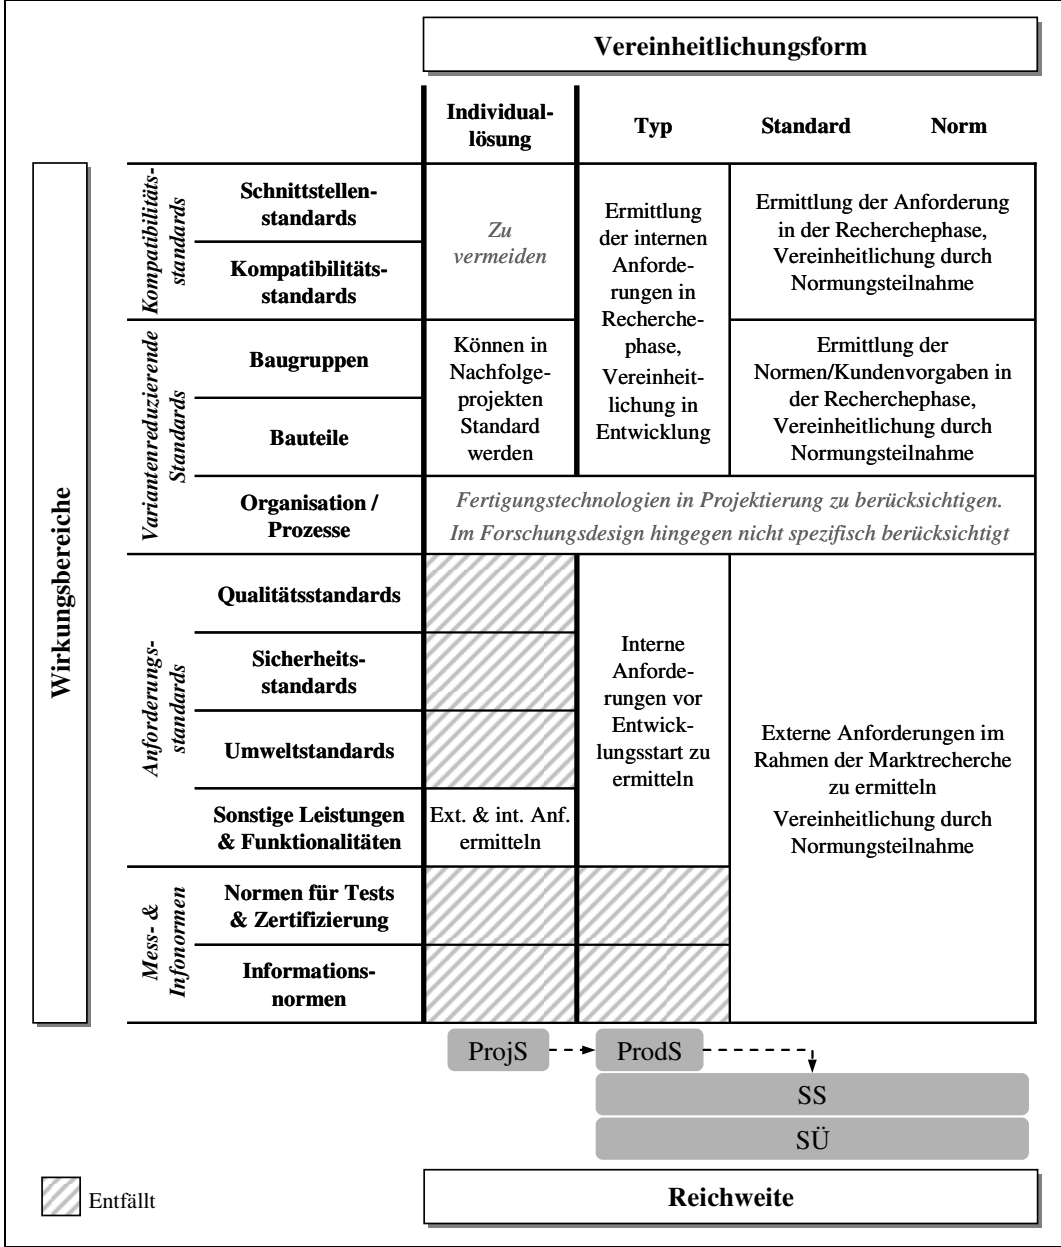 Vereinheitlichungsform
Individual-
lösung
Typ
Standard
Norm
Wirkungsbereiche
Kompatibilitäts-
standards
Schnittstellen-
standards
Kompatibilitäts-
standards
Zu
vermeiden
Ermittlung
der internen
Anforde-
rungen in
Recherche-
phase,
Vereinheit-
lichung in
Entwicklung
Ermittlung der Anforderung
in der Recherchephase,
Vereinheitlichung durch
Normungsteilnahme
Variantenreduzierende
Standards
Baugruppen
Bauteile
Können in
Nachfolge-
projekten
Standard
werden
Ermittlung der
Normen/Kundenvorgaben in
der Recherchephase,
Vereinheitlichung durch
Normungsteilnahme
Organisation /
Prozesse
Fertigungstechnologien in Projektierung zu berücksichtigen.
Im Forschungsdesign hingegen nicht spezifisch berücksichtigt
Anforderungs-
standards
Qualitätsstandards
Sicherheits-
standards
Umweltstandards
Sonstige Leistungen
& Funktionalitäten
Ext. & int. Anf.
ermitteln
Interne
Anforde-
rungen vor
Entwick-
lungsstart zu
ermitteln
Externe Anforderungen im
Rahmen der Marktrecherche
zu ermitteln
Vereinheitlichung durch
Normungsteilnahme
Mess- &
Infonormen
Normen für Tests
& Zertifizierung
Informations-
normen
ProjS
ProdS
SS
SÜ
Entfällt
Reichweite